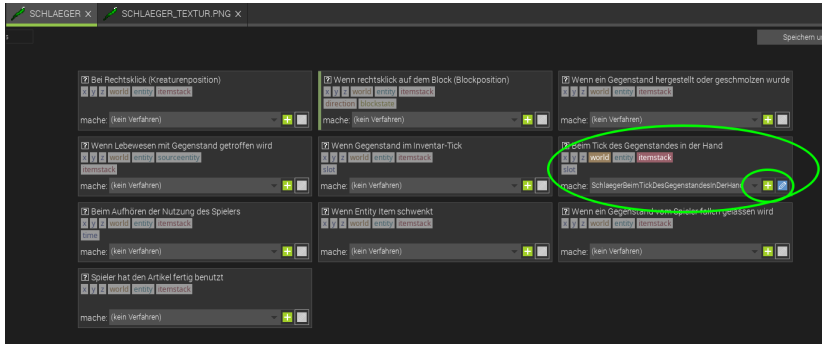 SCHLAEGER X
SCHLAEGER_TEXTUR.PNG X
s
Speichern u
? Bei Rechtsklick (Kreaturenposition)
x y z world entity itemstack
mache: (kein Verfahren)
? Wenn rechtsklick auf dem Block (Blockposition)
x y z world entity itemstack
direction blockstate
mache: (kein Verfahren)
? Wenn ein Gegenstand hergestellt oder geschmolzen wurde
x y z world entity itemstack
mache: (kein Verfahren)
? Wenn Lebewesen mit Gegenstand getroffen wird
x y z world entity sourceentity
itemstack
mache: (kein Verfahren)
? Wenn Gegenstand im Inventar-Tick
x y z world entity itemstack
slot
mache: (kein Verfahren)
? Beim Tick des Gegenstandes in der Hand
x y z world entity itemstack
slot
mache: SchlaegerBeimTickDesGegenstandesInDerHand
? Beim Aufhören der Nutzung des Spielers
x y z world entity itemstack
time
mache: (kein Verfahren)
? Wenn Entity Item schwenkt
x y z world entity itemstack
mache: (kein Verfahren)
? Wenn ein Gegenstand vom Spieler fallen gelassen wird
x y z world entity itemstack
mache: (kein Verfahren)
? Spieler hat den Artikel fertig benutzt
x y z world entity itemstack
mache: (kein Verfahren)